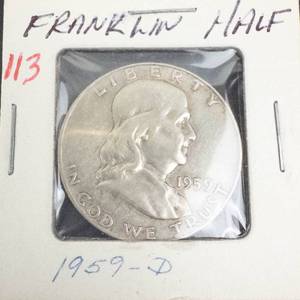 FRANKLIN HALF
113
LIBERTY
1959
IN GOD WE TRUST
1959-D